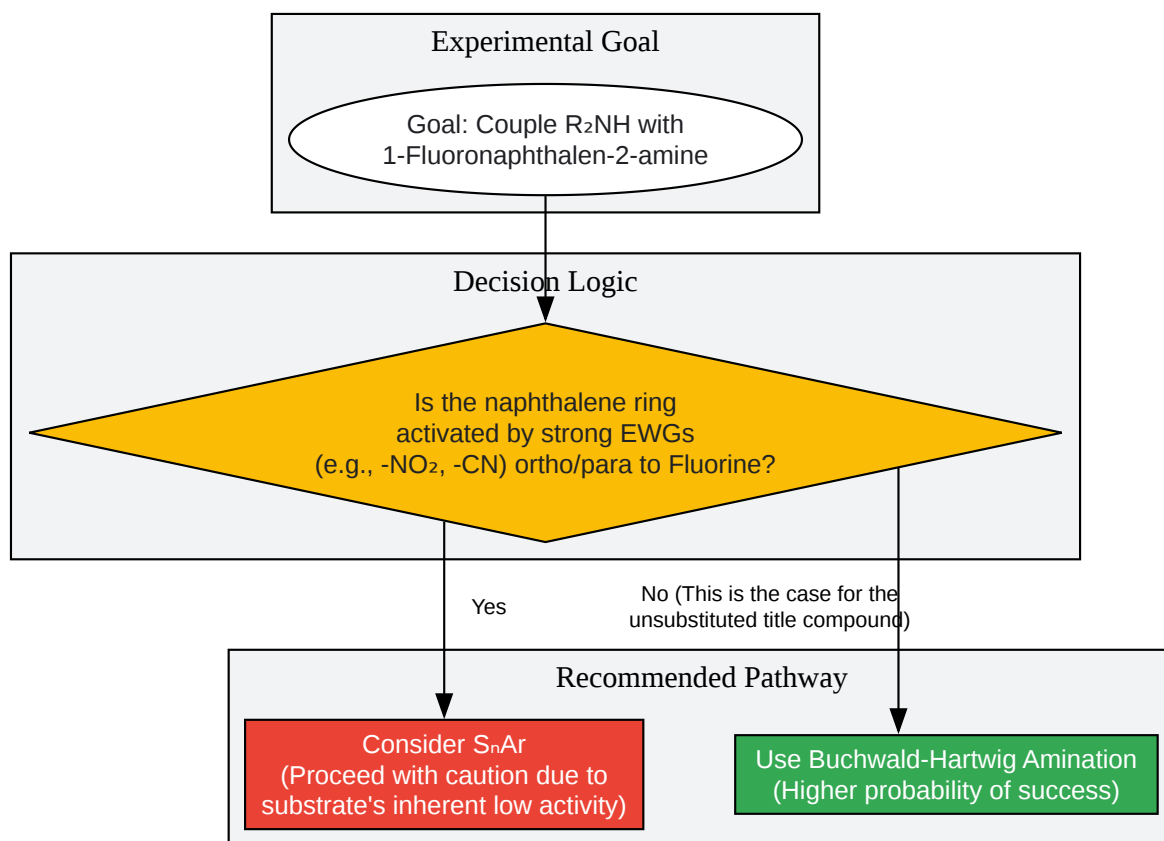 Experimental Goal
Goal: Couple R₂NH with
1-Fluoronaphthalen-2-amine
Decision Logic
Is the naphthalene ring
activated by strong EWGs
(e.g., -NO₂, -CN) ortho/para to Fluorine?
Yes
No (This is the case for the
unsubstituted title compound)
Recommended Pathway
Consider SₙAr
(Proceed with caution due to
substrate's inherent low activity)
Use Buchwald-Hartwig Amination
(Higher probability of success)